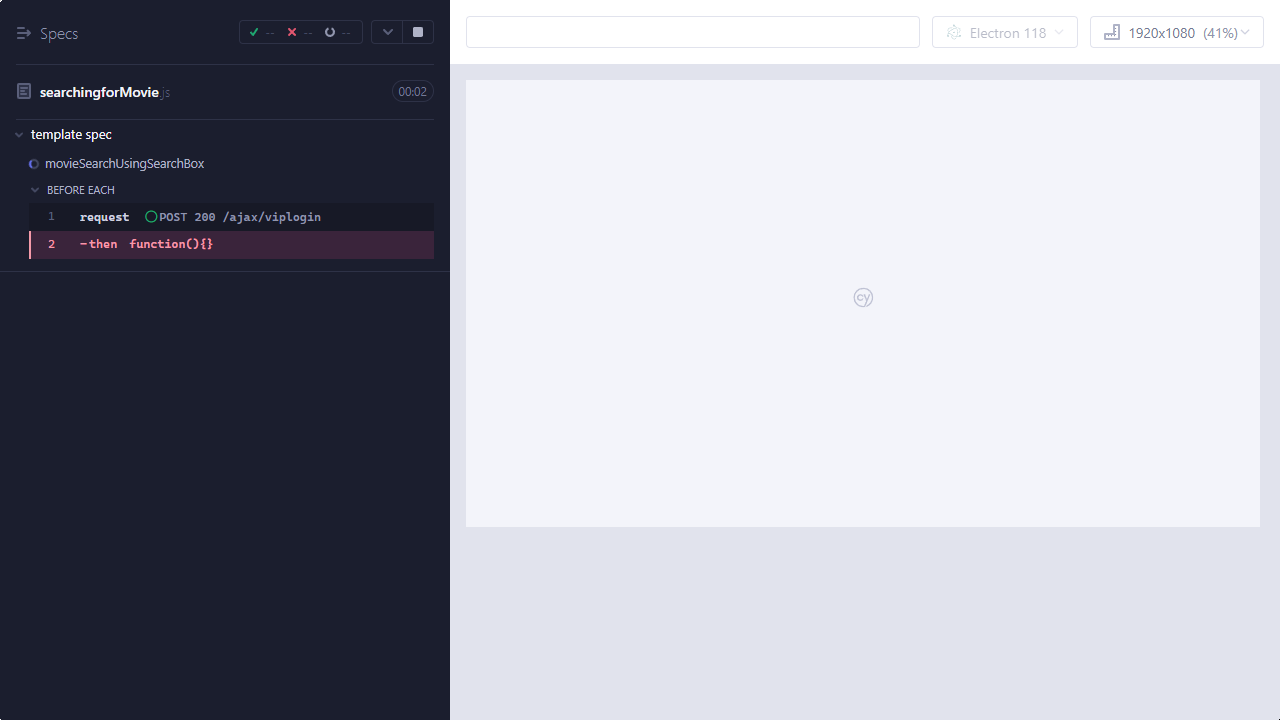 Specs
--
--
--
Electron 118
1920x1080 (41%)
searchingforMovie.js
00:02
template spec
movieSearchUsingSearchBox
BEFORE EACH
1 request POST 200 /ajax/viplogin
2 -then function(){}
cy